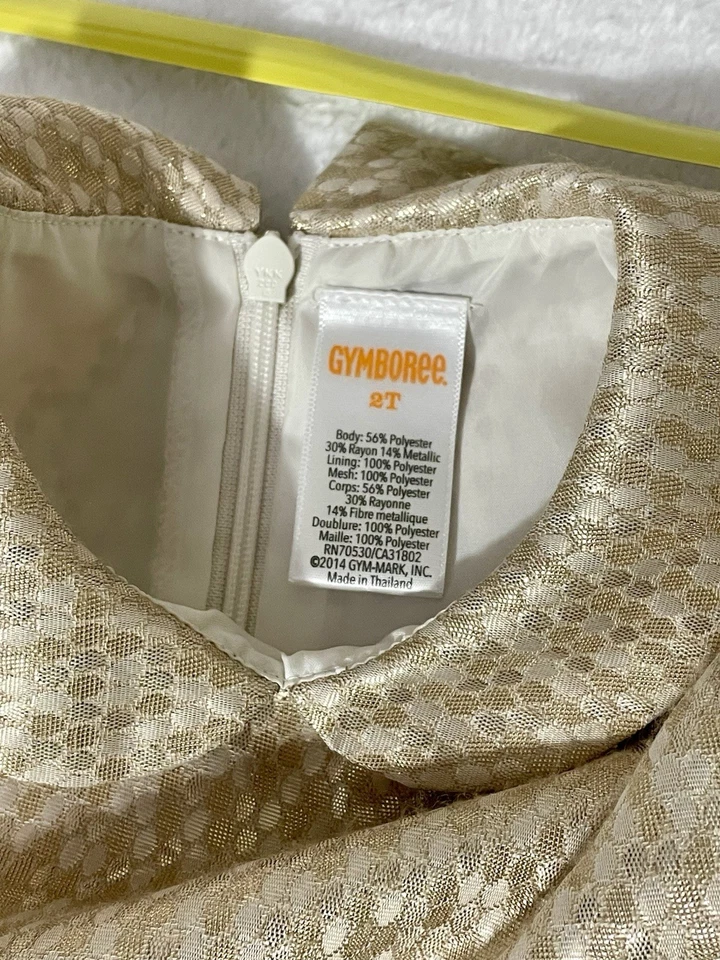 YKK
GYMBOREE.
2T
Body: 56% Polyester
30% Rayon 14% Metallic
Lining: 100% Polyester
Mesh: 100% Polyester
Corps: 56% Polyester
30% Rayonne
14% Fibre metallique
Doublure: 100% Polyester
Maille: 100% Polyester
RN70530/CA31802
©2014 GYM-MARK, INC.
Made in Thailand